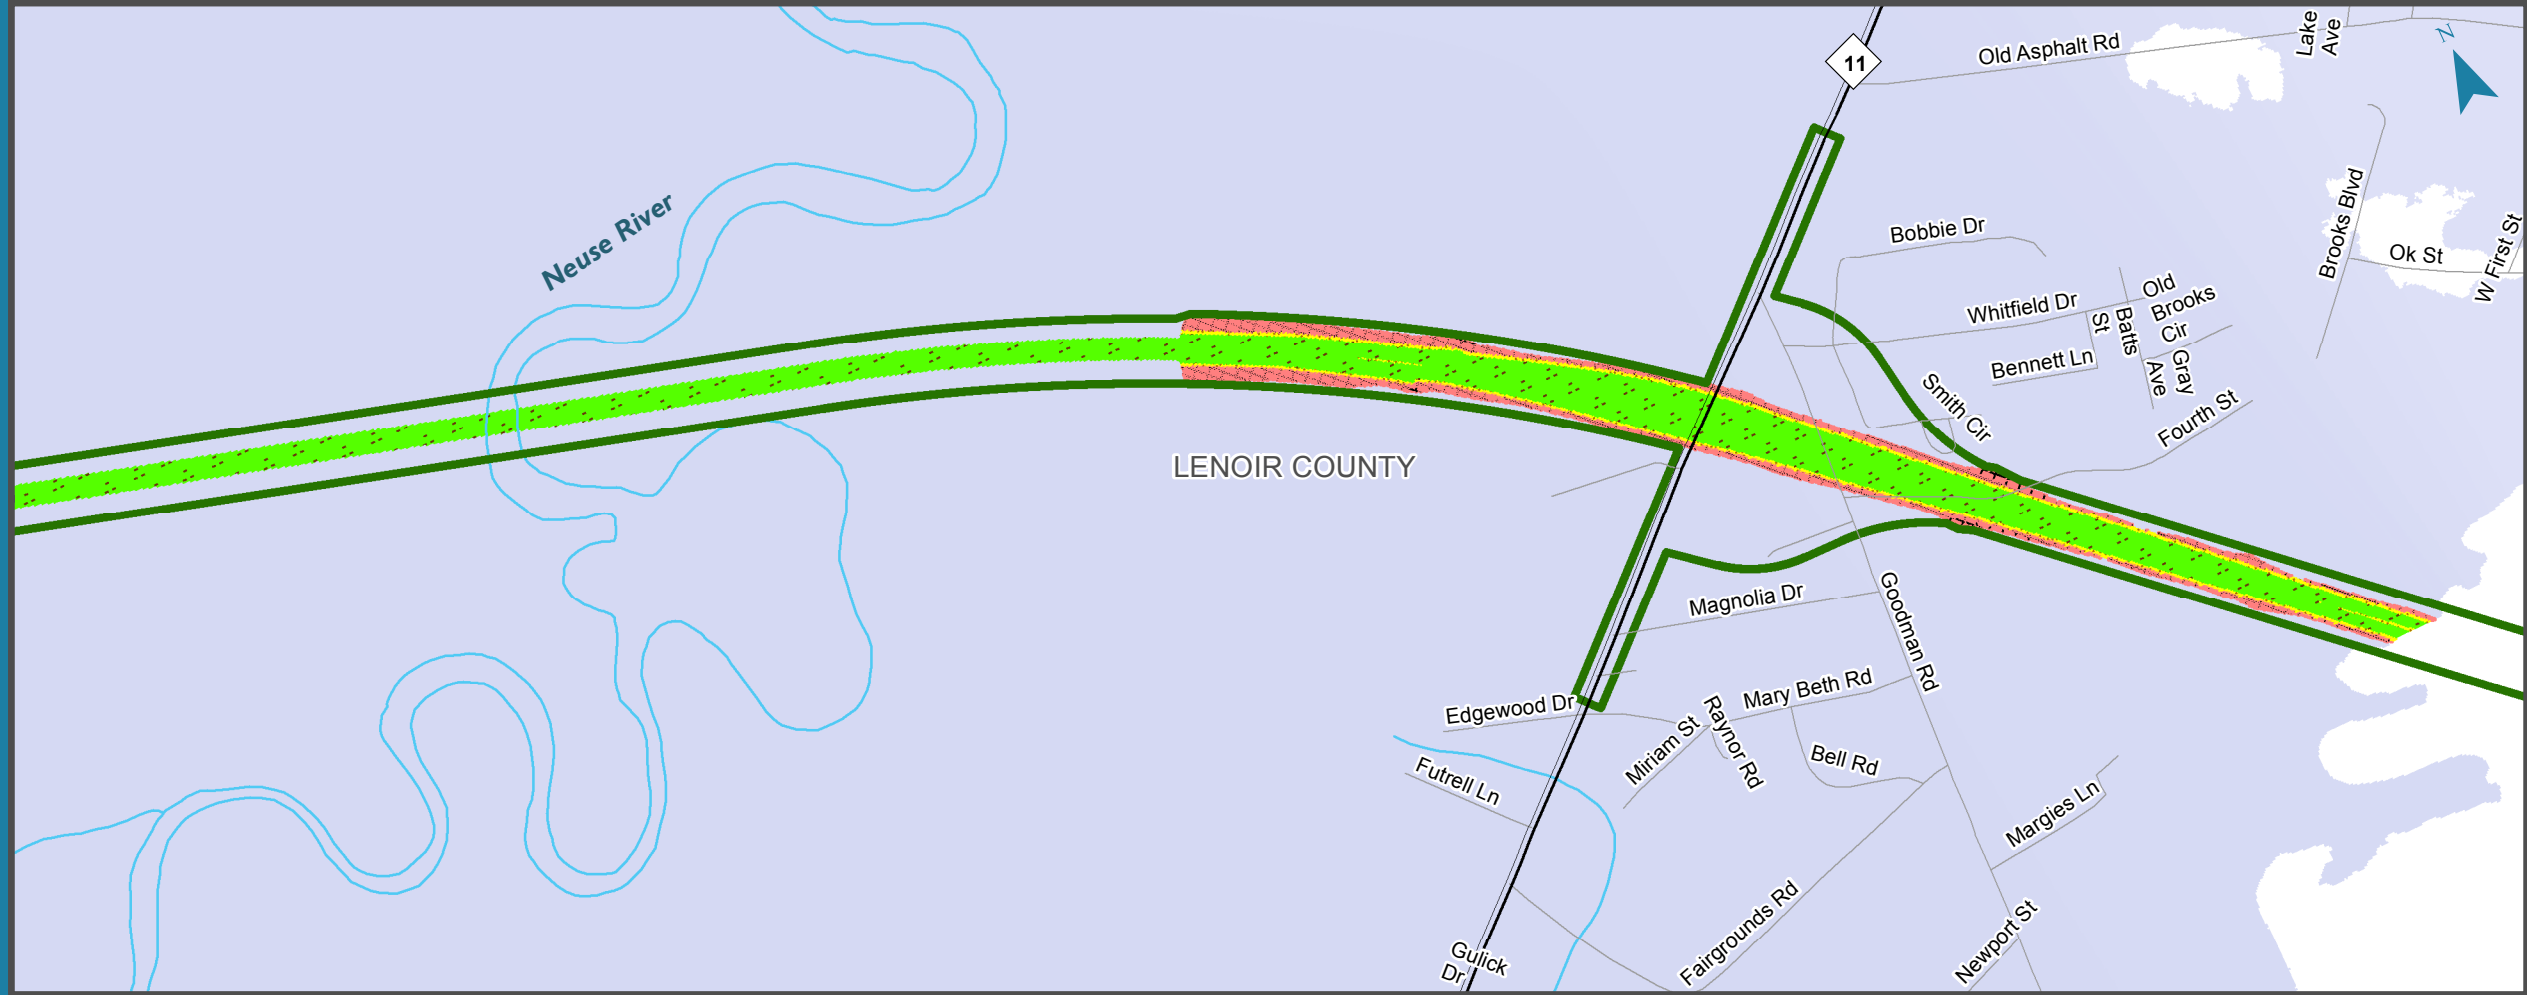 Lake
Ave
N
Old Asphalt Rd
11
Brooks Blvd
Neuse River
Bobbie Dr
Ok St
W First St
Old
Brooks
Cir
Whitfield Dr
Batts
Ave
St
Bennett Ln
Gray
Smith Cir
Fourth St
LENOIR COUNTY
Magnolia Dr
Goodman Rd
Mary Beth Rd
Edgewood Dr
Raynor Rd
Miriam St
Bell Rd
Futrell Ln
Margies Ln
Fairgrounds Rd
Newport St
Gulick
Dr